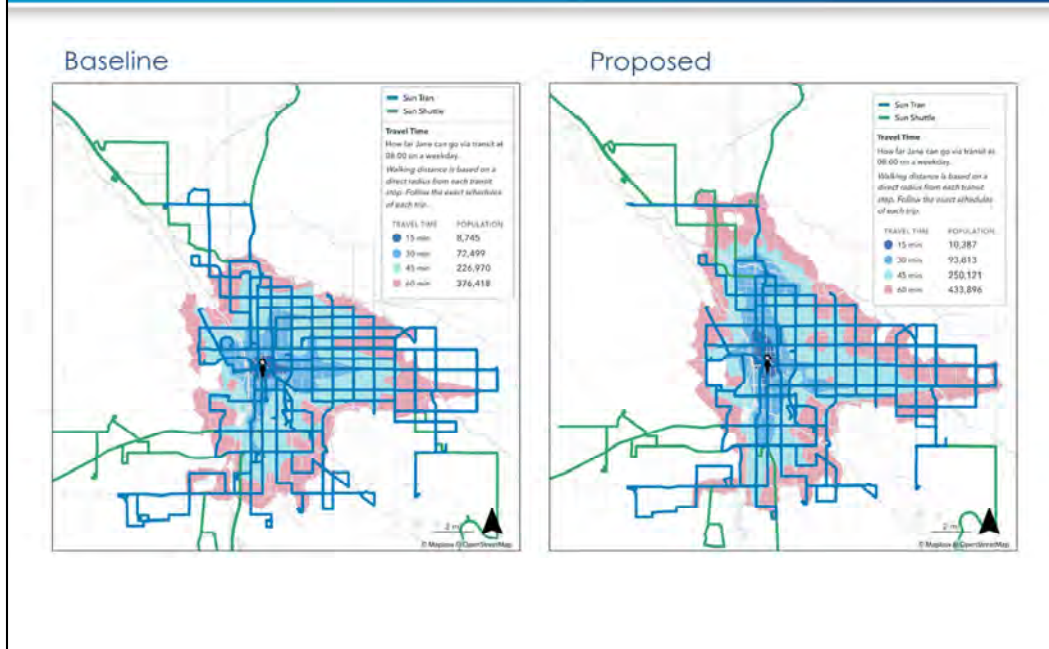 Baseline
Sun Tran
Sun Shuttle
Travel Time
How far Jane can go via transit at
08:00 on a weekday.
Walking distance is based on a
direct radius from each transit
stop. Follow the exact schedules
of each trip.
TRAVEL TIME POPULATION
15 min 8,745
30 min 72,499
45 min 226,970
60 min 376,418
2 mi
© Mapbox © OpenStreetMap
Proposed
Sun Tran
Sun Shuttle
Travel Time
How far Jane can go via transit at
08:00 on a weekday.
Walking distance is based on a
direct radius from each transit
stop. Follow the exact schedules
of each trip.
TRAVEL TIME POPULATION
15 min 10,387
30 min 93,813
45 min 250,121
60 min 433,896
2 mi
© Mapbox © OpenStreetMap